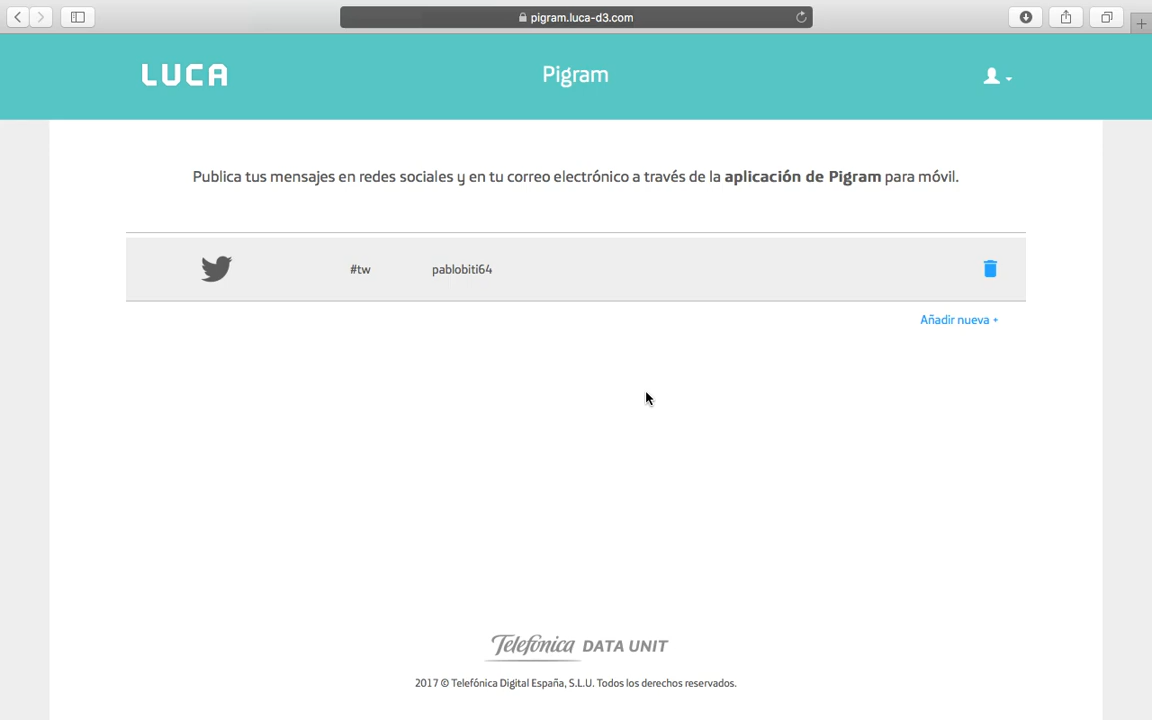 pigram.luca-d3.com
LUCA
Pigram
Publica tus mensajes en redes sociales y en tu correo electrónico a través de la aplicación de Pigram para móvil.
#tw pablobiti64
Añadir nueva +
Telefónica DATA UNIT
2017 © Telefónica Digital España, S.L.U. Todos los derechos reservados.